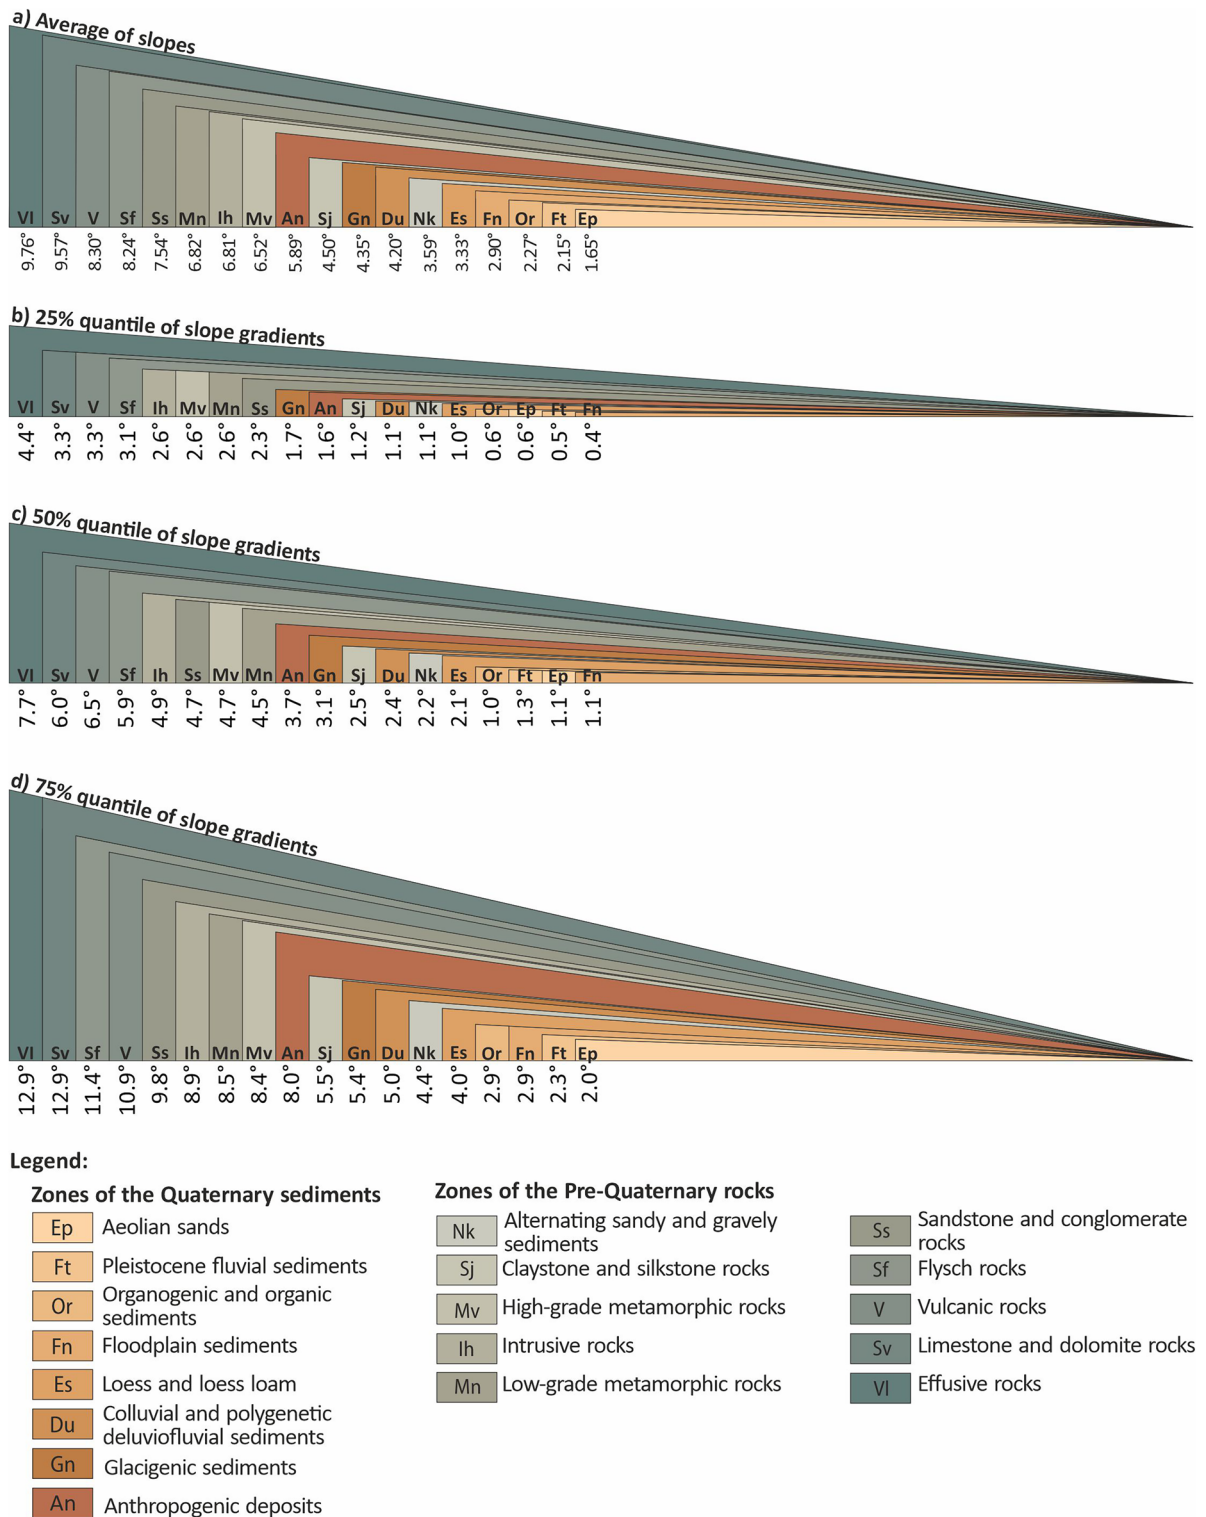 a) Average of slopes
VI Sv V Sf Ss Mn Ih Mv An Sj Gn Du Nk Es Fn Or Ft Ep
9.76° 9.57° 8.30° 8.24° 7.54° 6.82° 6.81° 6.52° 5.89° 4.50° 4.35° 4.20° 3.59° 3.33° 2.90° 2.27° 2.15° 1.65°
b) 25% quantile of slope gradients
VI Sv V Sf Ih Mv Mn Ss Gn An Sj Du Nk Es Or Ep Ft Fn
4.4° 3.3° 3.3° 3.1° 2.6° 2.6° 2.6° 2.3° 1.7° 1.6° 1.2° 1.1° 1.1° 1.0° 0.6° 0.6° 0.5° 0.4°
c) 50% quantile of slope gradients
VI Sv V Sf Ih Ss Mv Mn An Gn Sj Du Nk Es Or Ft Ep Fn
7.7° 6.0° 6.5° 5.9° 4.9° 4.7° 4.7° 4.5° 3.7° 3.1° 2.5° 2.4° 2.2° 2.1° 1.0° 1.3° 1.1° 1.1°
d) 75% quantile of slope gradients
VI Sv Sf V Ss Ih Mn Mv An Sj Gn Du Nk Es Or Fn Ft Ep
12.9° 12.9° 11.4° 10.9° 9.8° 8.9° 8.5° 8.4° 8.0° 5.5° 5.4° 5.0° 4.4° 4.0° 2.9° 2.9° 2.3° 2.0°
Legend:
Zones of the Quaternary sediments
Ep Aeolian sands
Ft Pleistocene fluvial sediments
Or Organogenic and organic
sediments
Fn Floodplain sediments
Es Loess and loess loam
Du Colluvial and polygenetic
deluviofluvial sediments
Gn Glacigenic sediments
An Anthropogenic deposits
Zones of the Pre-Quaternary rocks
Nk Alternating sandy and gravely
sediments
Sj Claystone and silkstone rocks
Mv High-grade metamorphic rocks
Ih Intrusive rocks
Mn Low-grade metamorphic rocks
Ss Sandstone and conglomerate
rocks
Sf Flysch rocks
V Vulcanic rocks
Sv Limestone and dolomite rocks
VI Effusive rocks